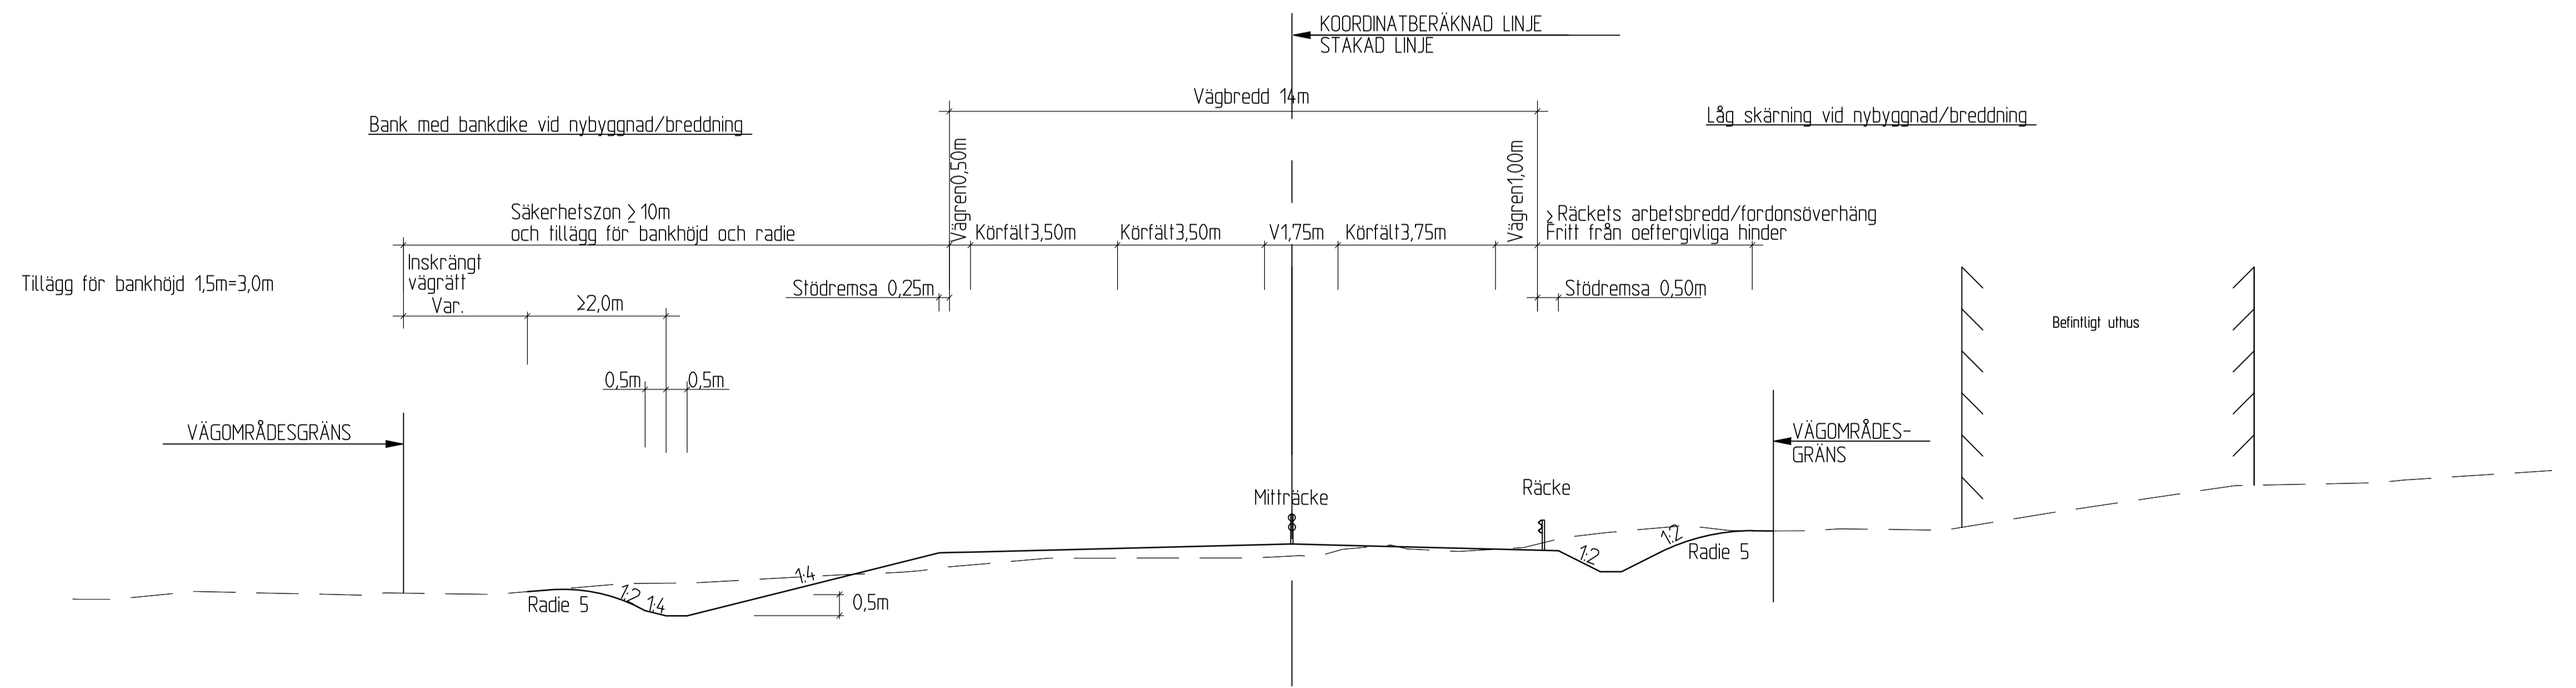 KOORDINATBERÄKNAD LINJE
STAKAD LINJE
Vägbredd 14m
Bank med bankdike vid nybyggnad/breddning
Låg skärning vid nybyggnad/breddning
Vägren0,50m
Vägren1,00m
Säkerhetszon ≥10m
och tillägg för bankhöjd och radie
Körfält3,50m
Körfält3,50m
V1,75m
Körfält3,75m
≥Räckets arbetsbredd/fordonsöverhäng
Fritt från oeftergivliga hinder
Inskrängt
vägrätt
Var.
≥2,0m
Tillägg för bankhöjd 1,5m=3,0m
Stödremsa 0,25m
Stödremsa 0,50m
Befintligt uthus
0,5m
0,5m
VÄGOMRÅDESGRÄNS
VÄGOMRÅDES-
GRÄNS
Mitträcke
Räcke
1:2
1:2
Radie 5
1:4
1:2
1:4
Radie 5
0,5m